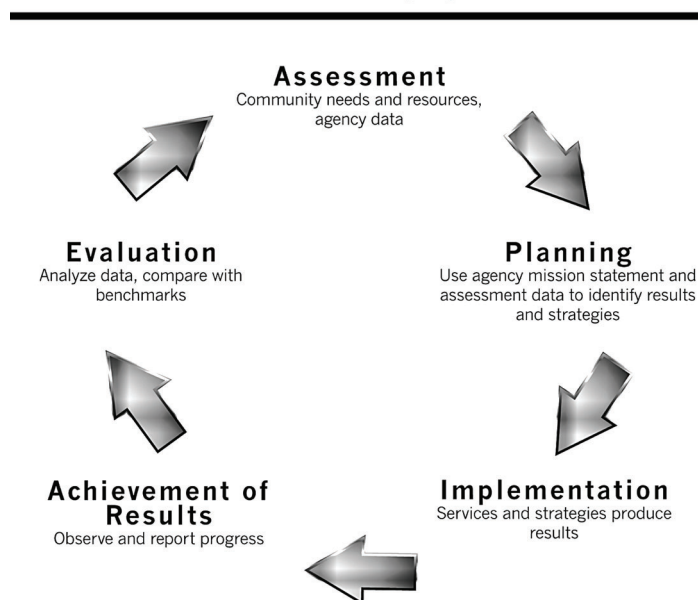 Assessment
Community needs and resources,
agency data
Evaluation
Analyze data, compare with
benchmarks
Planning
Use agency mission statement and
assessment data to identify results
and strategies
Achievement of
Results
Observe and report progress
Implementation
Services and strategies produce
results